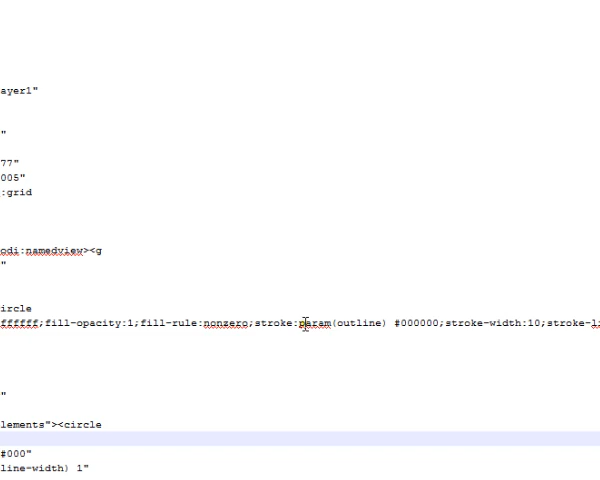 ayer1"
"
77"
005"
:grid
odi:namedview><g
"
ircle
ffffff;fill-opacity:1;fill-rule:nonzero;stroke:param(outline) #000000;stroke-width:10;stroke-li
"
lements"><circle
#000"
line-width) 1"